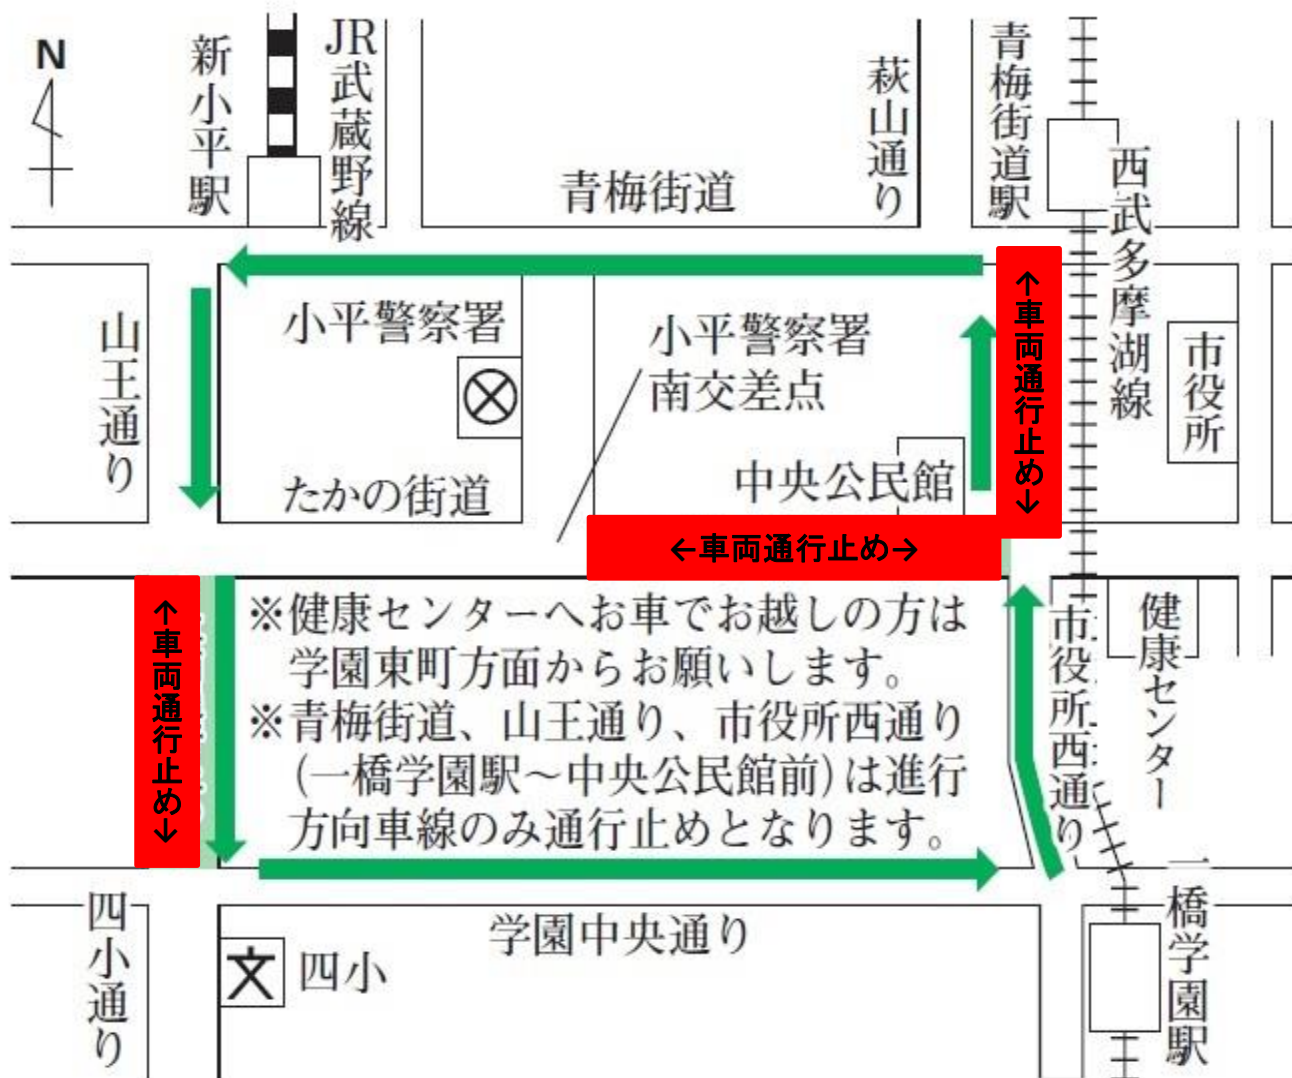 N
新小平駅
JR武蔵野線
青梅街道
萩山通り
青梅街道駅
西武多摩湖線
山王通り
小平警察署
小平警察署
南交差点
↑車両通行止め↓
市役所
たかの街道
中央公民館
←車両通行止め→
↑車両通行止め↓
※健康センターへお車でお越しの方は
学園東町方面からお願いします。
※青梅街道、山王通り、市役所西通り
(一橋学園駅～中央公民館前)は進行
方向車線のみ通行止めとなります。
市役所西通り
健康センター
四小通り
文
四小
学園中央通り
一橋学園駅